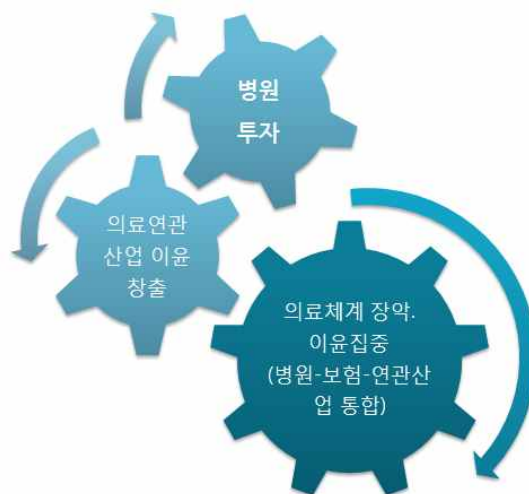 병원
투자
의료연관
산업 이윤
창출
의료체계 장악.
이윤집중
(병원-보험-연관산
업 통합)